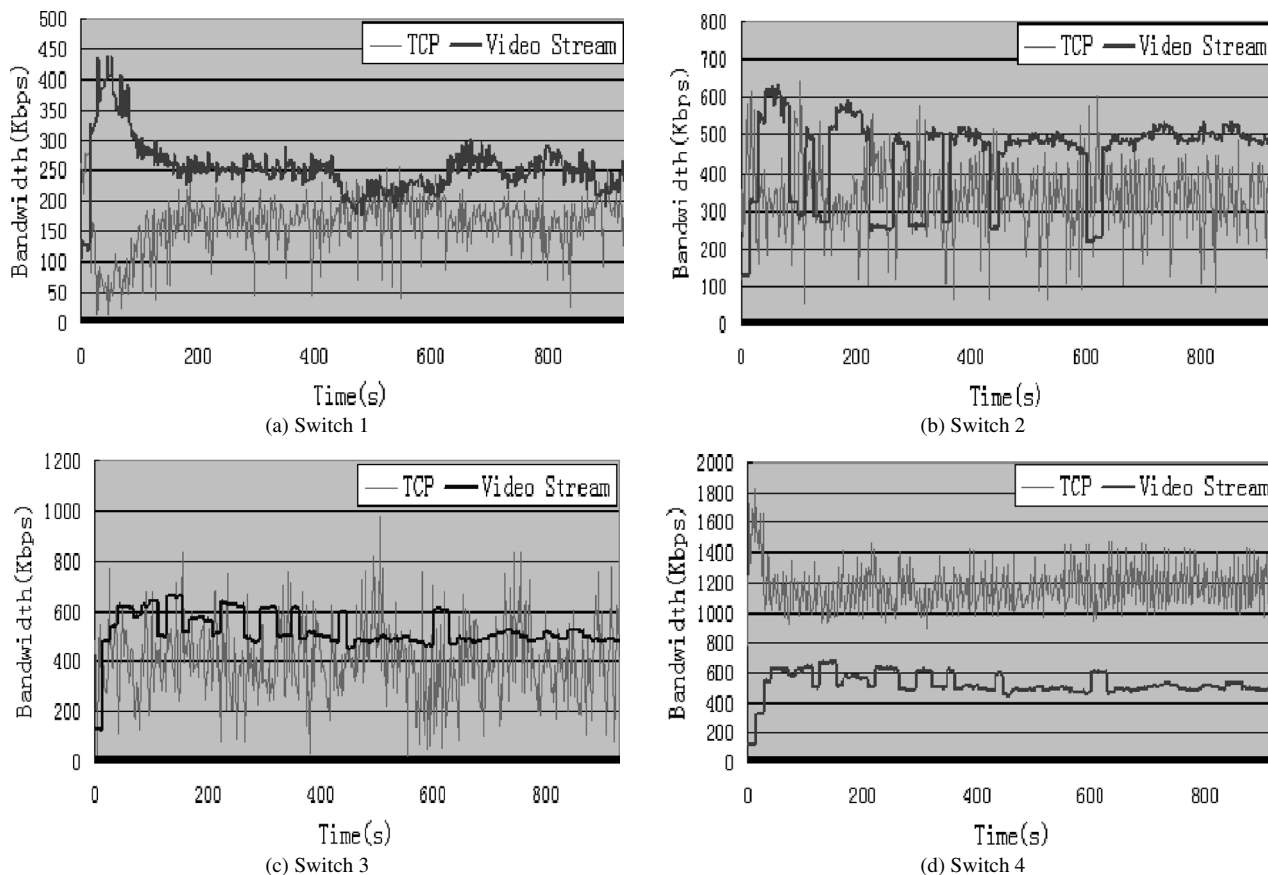 500
450
400
350
300
250
200
150
100
50
0
Bandwidth(Kbps)
TCP
Video Stream
0 200 400 600 800
Time(s)
(a) Switch 1
800
700
600
500
400
300
200
100
0
Bandwidth(Kbps)
TCP
Video Stream
0 200 400 600 800
Time(s)
(b) Switch 2
1200
1000
800
600
400
200
0
Bandwidth(Kbps)
TCP
Video Stream
0 200 400 600 800
Time(s)
(c) Switch 3
2000
1800
1600
1400
1200
1000
800
600
400
200
0
Bandwidth(Kbps)
TCP
Video Stream
0 200 400 600 800
Time(s)
(d) Switch 4